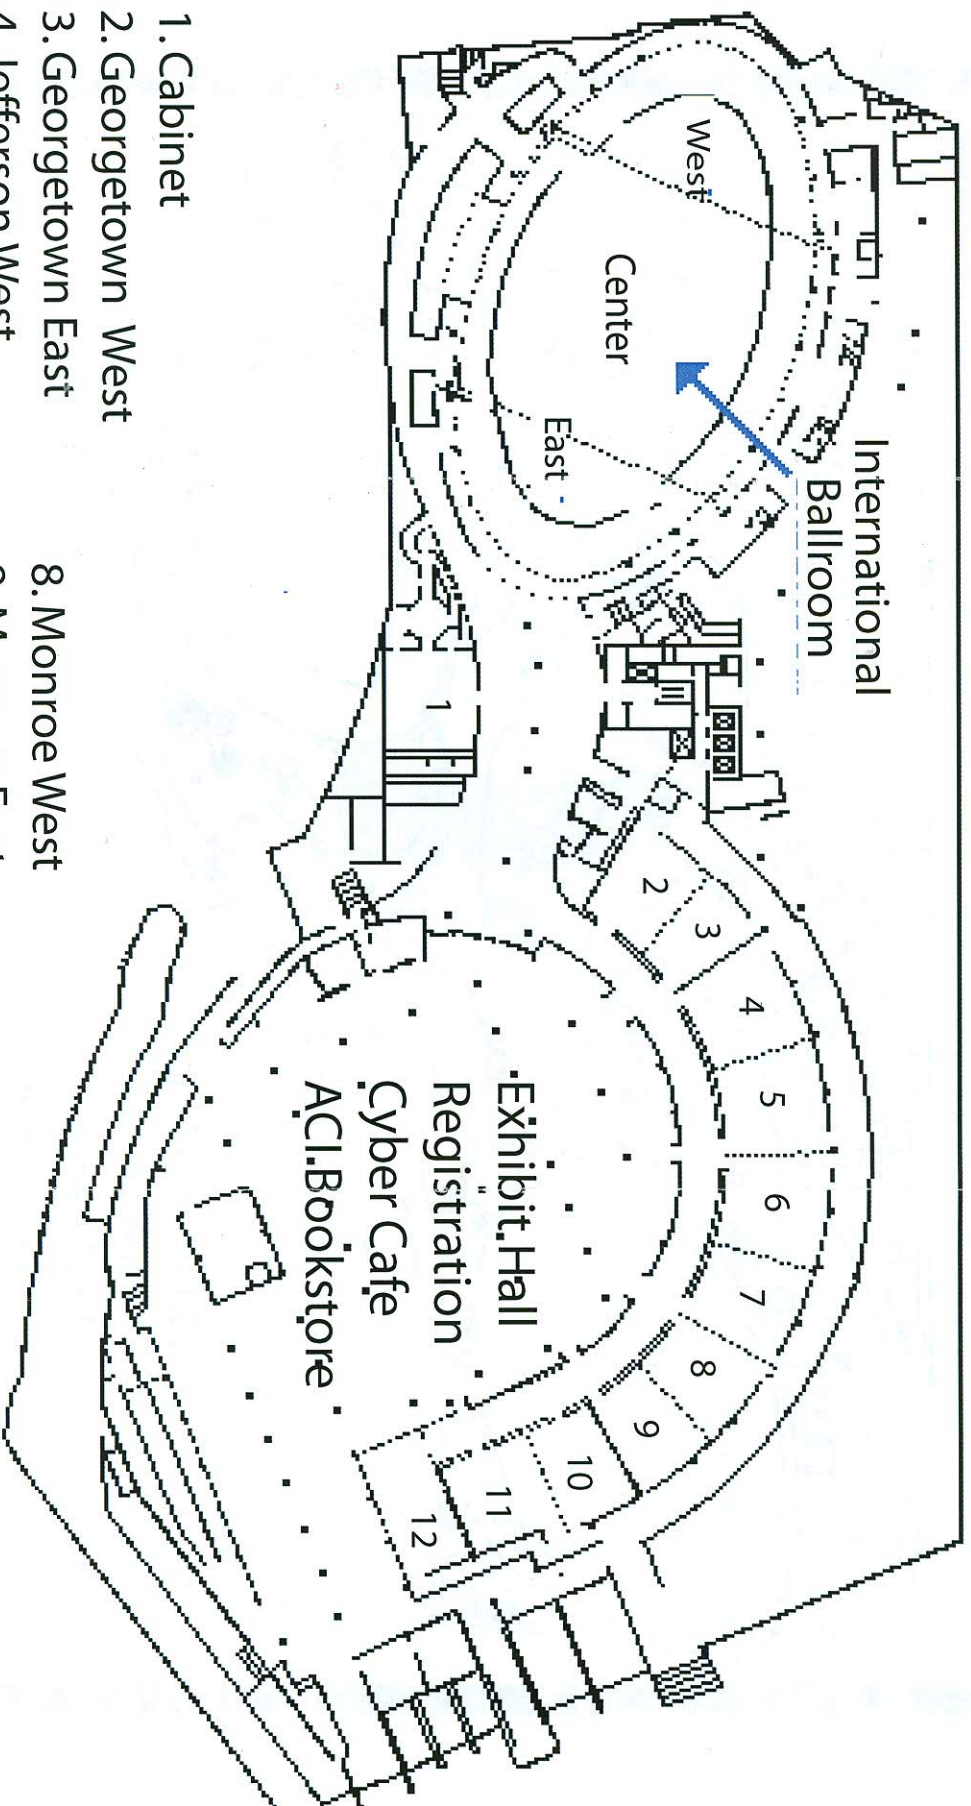 International
Ballroom
West
Center
East
1
2
3
4
5
6
7
8
9
10
11
12
Exhibit Hall
Registration
Cyber Cafe
ACI Bookstore
1. Cabinet
2. Georgetown West
3. Georgetown East
8. Monroe West